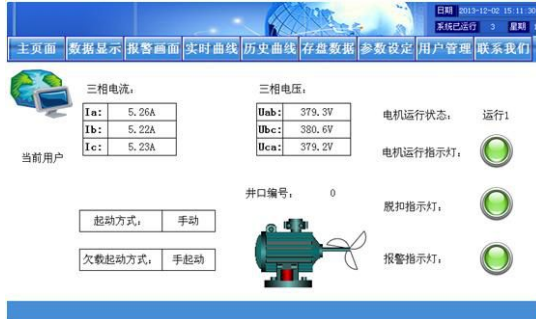 日期 2013-12-02 15:11:30
系统已运行 3 星期
主页面 数据显示 报警画面 实时曲线 历史曲线 存盘数据 参数设定 用户管理 联系我们
三相电流: 三相电压:
Ia: 5.26A Uab: 379.3V 电机运行状态: 运行1
Ib: 5.22A Ubc: 380.6V
Ic: 5.23A Uca: 379.2V 电机运行指示灯:
当前用户
井口编号: 0
脱扣指示灯:
起动方式: 手动
欠载起动方式: 手起动 报警指示灯: